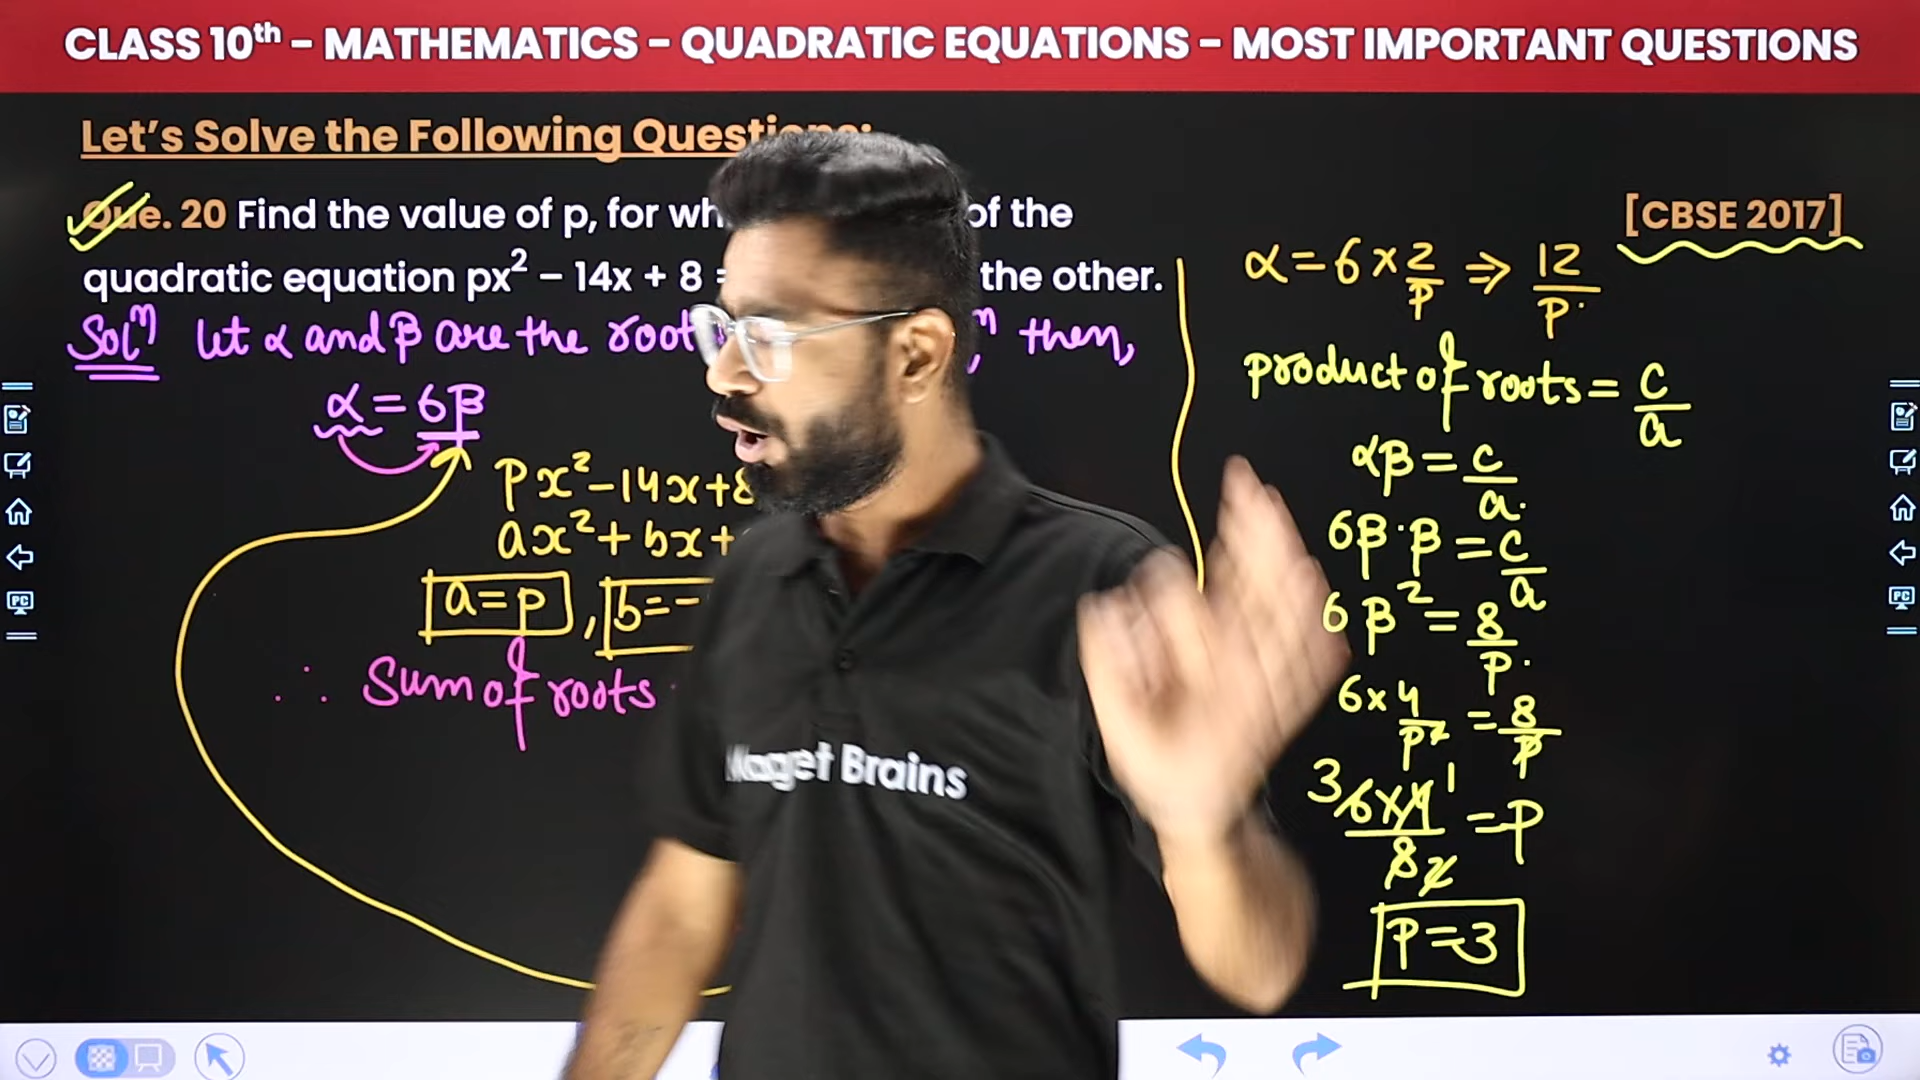 CLASS 10th - MATHEMATICS - QUADRATIC EQUATIONS - MOST IMPORTANT QUESTIONS
Let's Solve the Following Questions:
Que. 20 Find the value of p, for of the
[CBSE 2017]
quadratic equation px² – 14x + 8 = the other.
Solⁿ Let α and β are the root then,
α = 6β
px² - 14x + 8
ax² + bx +
a = p , b = -
∴ Sum of roots
α = 6 × 2/p ⇒ 12/p.
product of roots = c/a
αβ = c/a.
6β·β = c/a
6β² = 8/p.
6 × 4/p² = 8/p
3 6×4 1 / 8 2 = p
p = 3
Magnet Brains
PC
PC